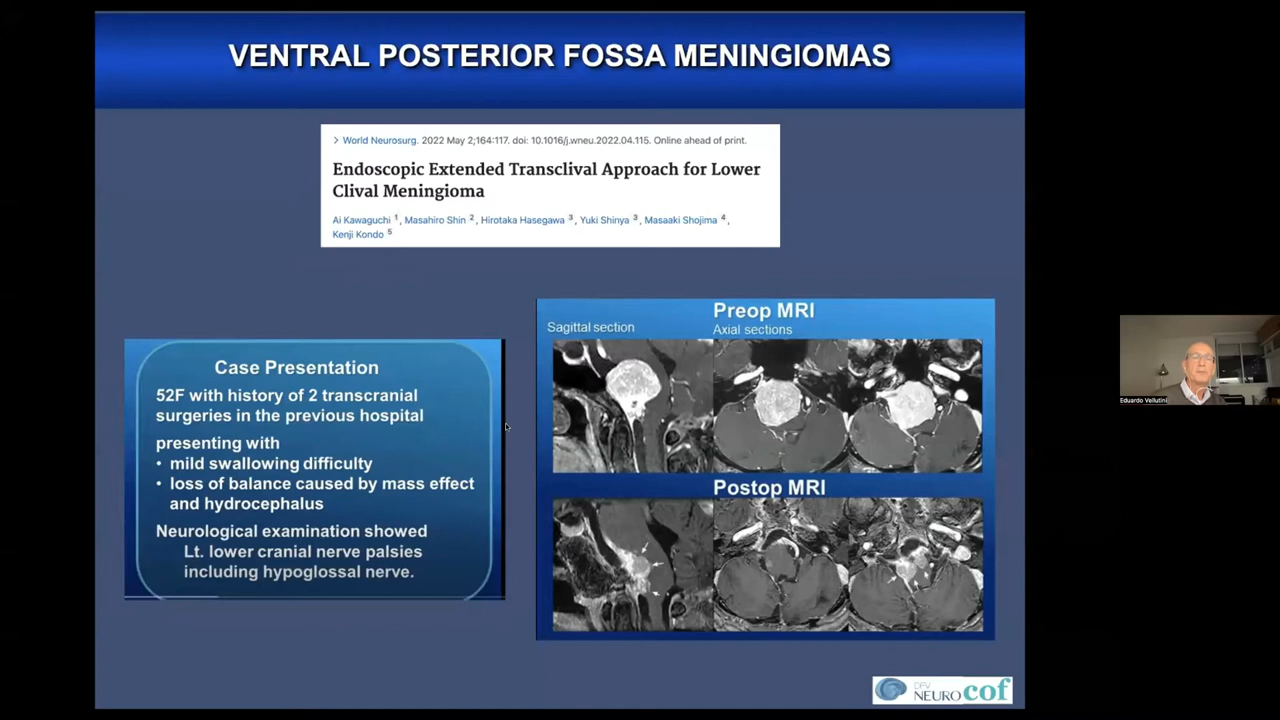 VENTRAL POSTERIOR FOSSA MENINGIOMAS
> World Neurosurg. 2022 May 2;164:117. doi: 10.1016/j.wneu.2022.04.115. Online ahead of print.
Endoscopic Extended Transclival Approach for Lower
Clival Meningioma
Ai Kawaguchi 1, Masahiro Shin 2, Hirotaka Hasegawa 3, Yuki Shinya 3, Masaaki Shojima 4,
Kenji Kondo 5
Case Presentation
52F with history of 2 transcranial
surgeries in the previous hospital
presenting with
• mild swallowing difficulty
• loss of balance caused by mass effect
and hydrocephalus
Neurological examination showed
Lt. lower cranial nerve palsies
including hypoglossal nerve.
Preop MRI
Sagittal section
Axial sections
Postop MRI
Eduardo Vellutini
DFV
NEURO
cof